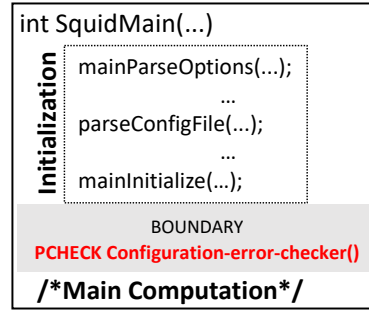 int SquidMain(...)
Initialization
mainParseOptions(...);
...
parseConfigFile(...);
...
mainInitialize(...);
BOUNDARY
PCHECK Configuration-error-checker()
/*Main Computation*/